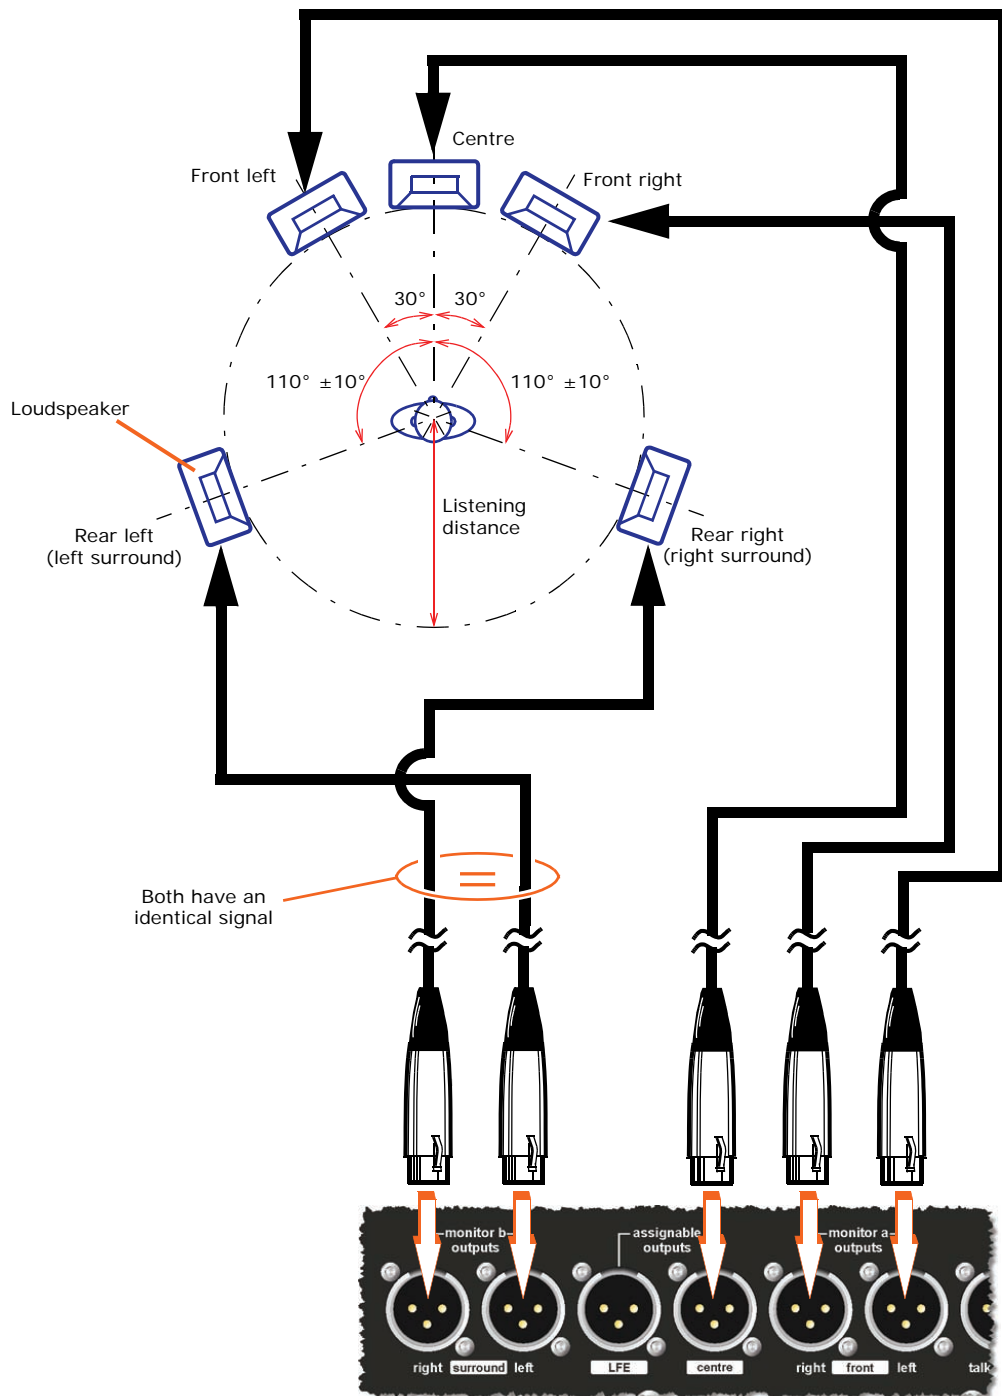 Centre
Front left
Front right
30°
30°
110° ±10°
110° ±10°
Loudspeaker
Listening
distance
Rear left
(left surround)
Rear right
(right surround)
Both have an
identical signal
=
monitor b
outputs
assignable
outputs
monitor a
outputs
right
surround
left
LFE
centre
right
front
left
talk